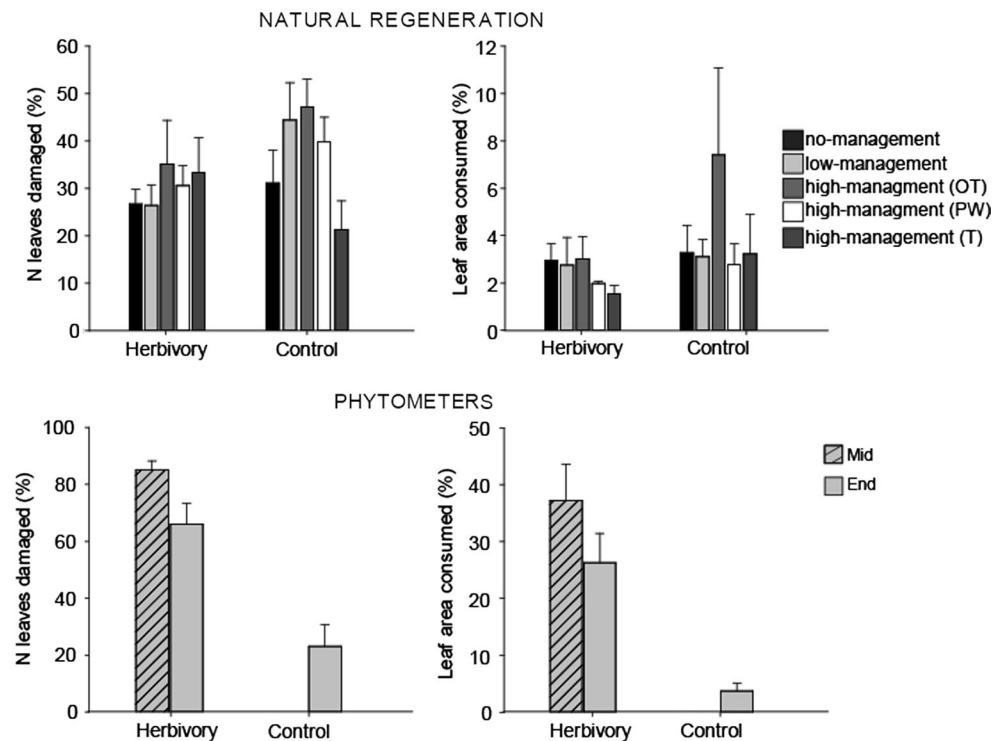 NATURAL REGENERATION
60
50
40
30
20
10
0
N leaves damaged (%)
Herbivory
Control
12
10
8
6
4
2
0
Leaf area consumed (%)
Herbivory
Control
no-management
low-management
high-managment (OT)
high-managment (PW)
high-management (T)
PHYTOMETERS
100
80
60
40
20
0
N leaves damaged (%)
Herbivory
Control
50
40
30
20
10
0
Leaf area consumed (%)
Herbivory
Control
Mid
End